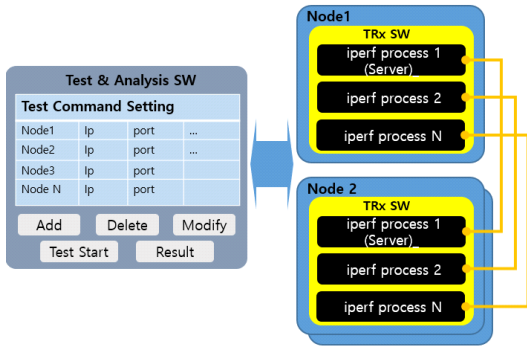 Test & Analysis SW
Test Command Setting
Node1 Ip port ...
Node2 Ip port ...
Node3 Ip port
Node N Ip port
Add Delete Modify
Test Start Result
Node1
TRx SW
iperf process 1
(Server)_
iperf process 2
iperf process N
Node 2
TRx SW
iperf process 1
(Server)_
iperf process 2
iperf process N